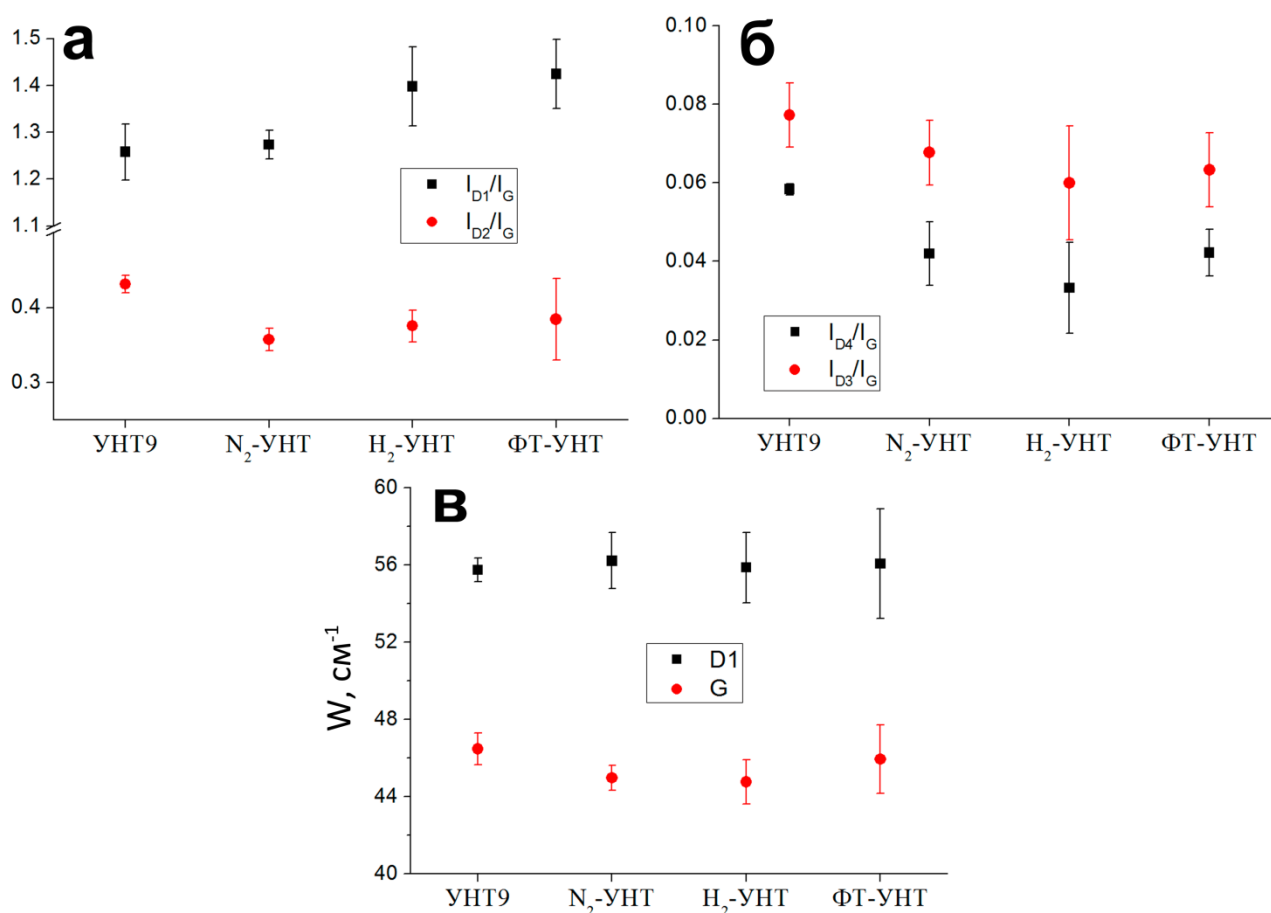 а
1.5
1.4
1.3
1.2
1.1
0.4
0.3
I_D1/I_G
I_D2/I_G
УНТ9 N₂-УНТ H₂-УНТ ФТ-УНТ
б
0.10
0.08
0.06
0.04
0.02
0.00
I_D4/I_G
I_D3/I_G
УНТ9 N₂-УНТ H₂-УНТ ФТ-УНТ
в
60
56
52
48
44
40
W, см⁻¹
D1
G
УНТ9 N₂-УНТ H₂-УНТ ФТ-УНТ